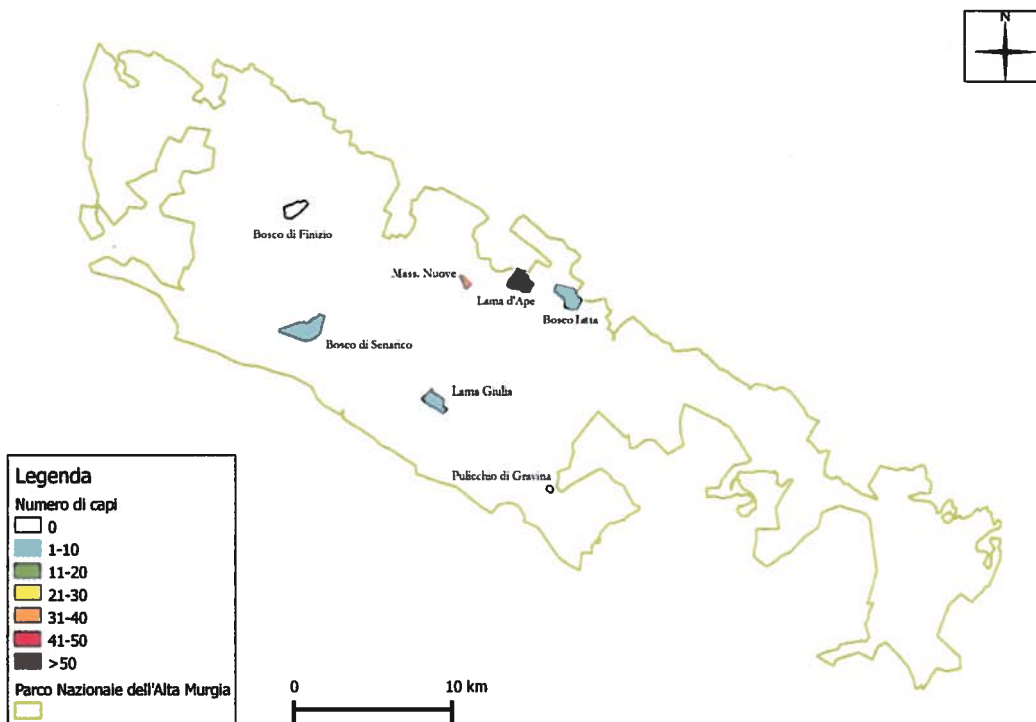 N
Bosco di Finizio
Mass. Nuove
Lama d'Ape
Bosco Litta
Bosco di Senarico
Lama Giulia
Pulicchio di Gravina
Legenda
Numero di capi
0
1-10
11-20
21-30
31-40
41-50
>50
Parco Nazionale dell'Alta Murgia
0 10 km